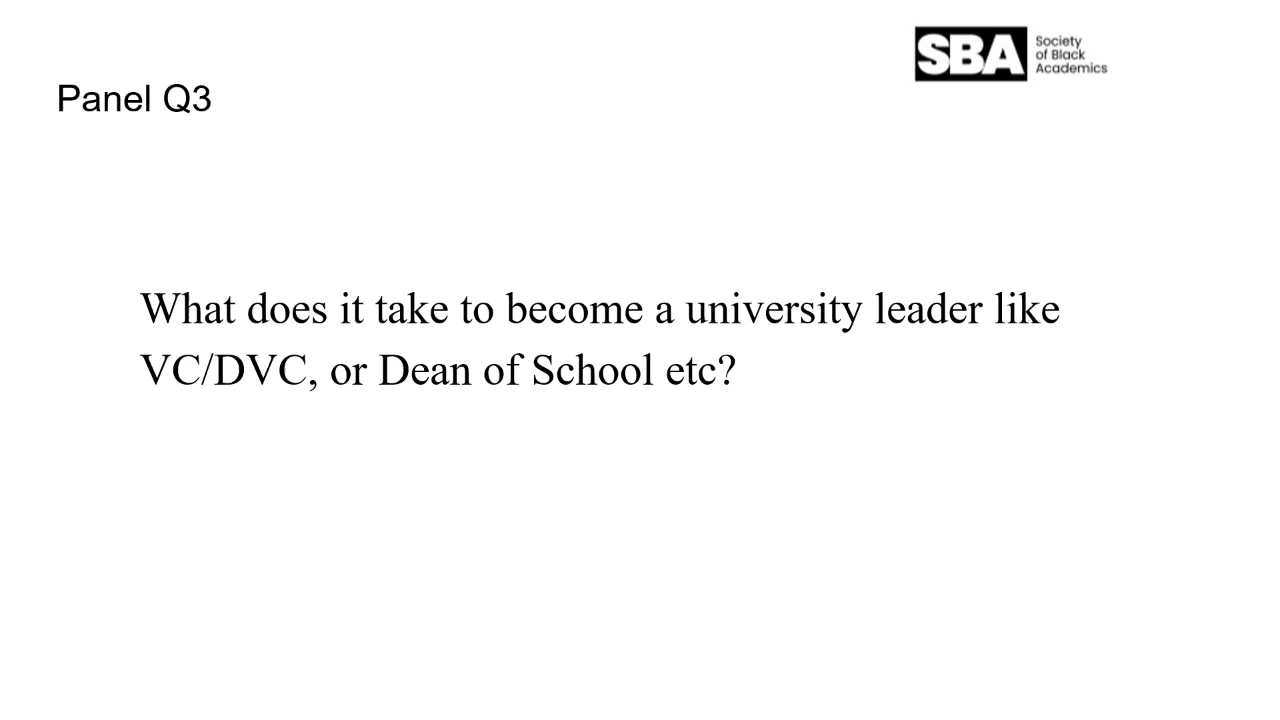 SBA
Society
of Black
Academics
Panel Q3
What does it take to become a university leader like
VC/DVC, or Dean of School etc?